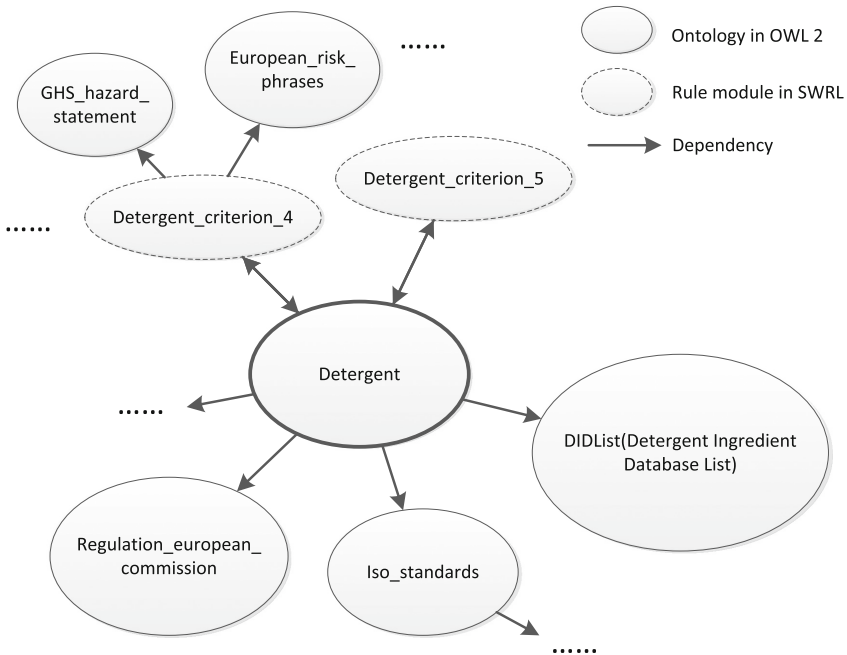 European_risk_
phrases
......
Ontology in OWL 2
GHS_hazard_
statement
Rule module in SWRL
Dependency
Detergent_criterion_5
Detergent_criterion_4
......
Detergent
......
DIDList(Detergent Ingredient
Database List)
Regulation_european_
commission
Iso_standards
......